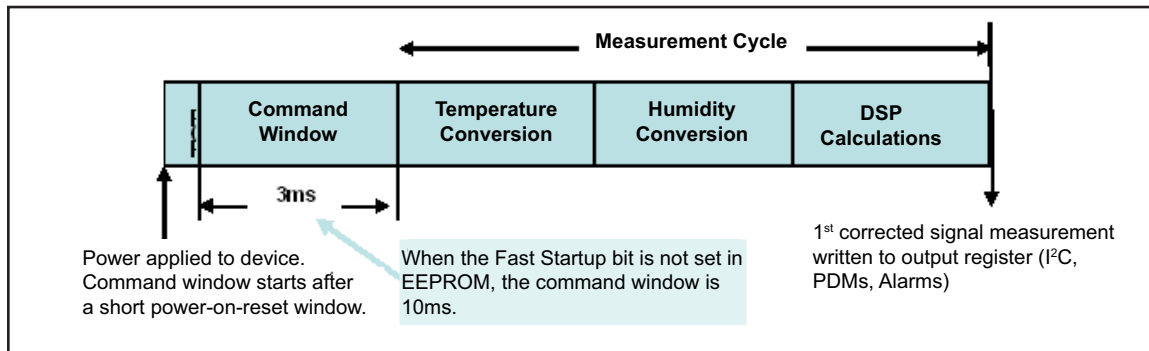 Measurement Cycle
Command
Window
Temperature
Conversion
Humidity
Conversion
DSP
Calculations
3ms
Power applied to device.
Command window starts after
a short power-on-reset window.
When the Fast Startup bit is not set in
EEPROM, the command window is
10ms.
1st corrected signal measurement
written to output register (I²C,
PDMs, Alarms)